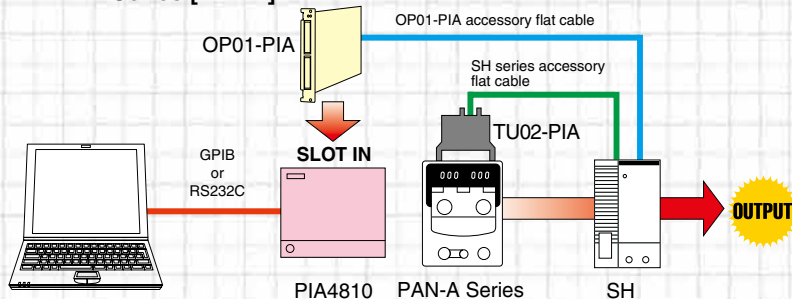 OP01-PIA accessory flat cable
OP01-PIA
SH series accessory
flat cable
TU02-PIA
GPIB
or
RS232C
SLOT IN
000 000
OUTPUT
PIA4810
PAN-A Series
SH